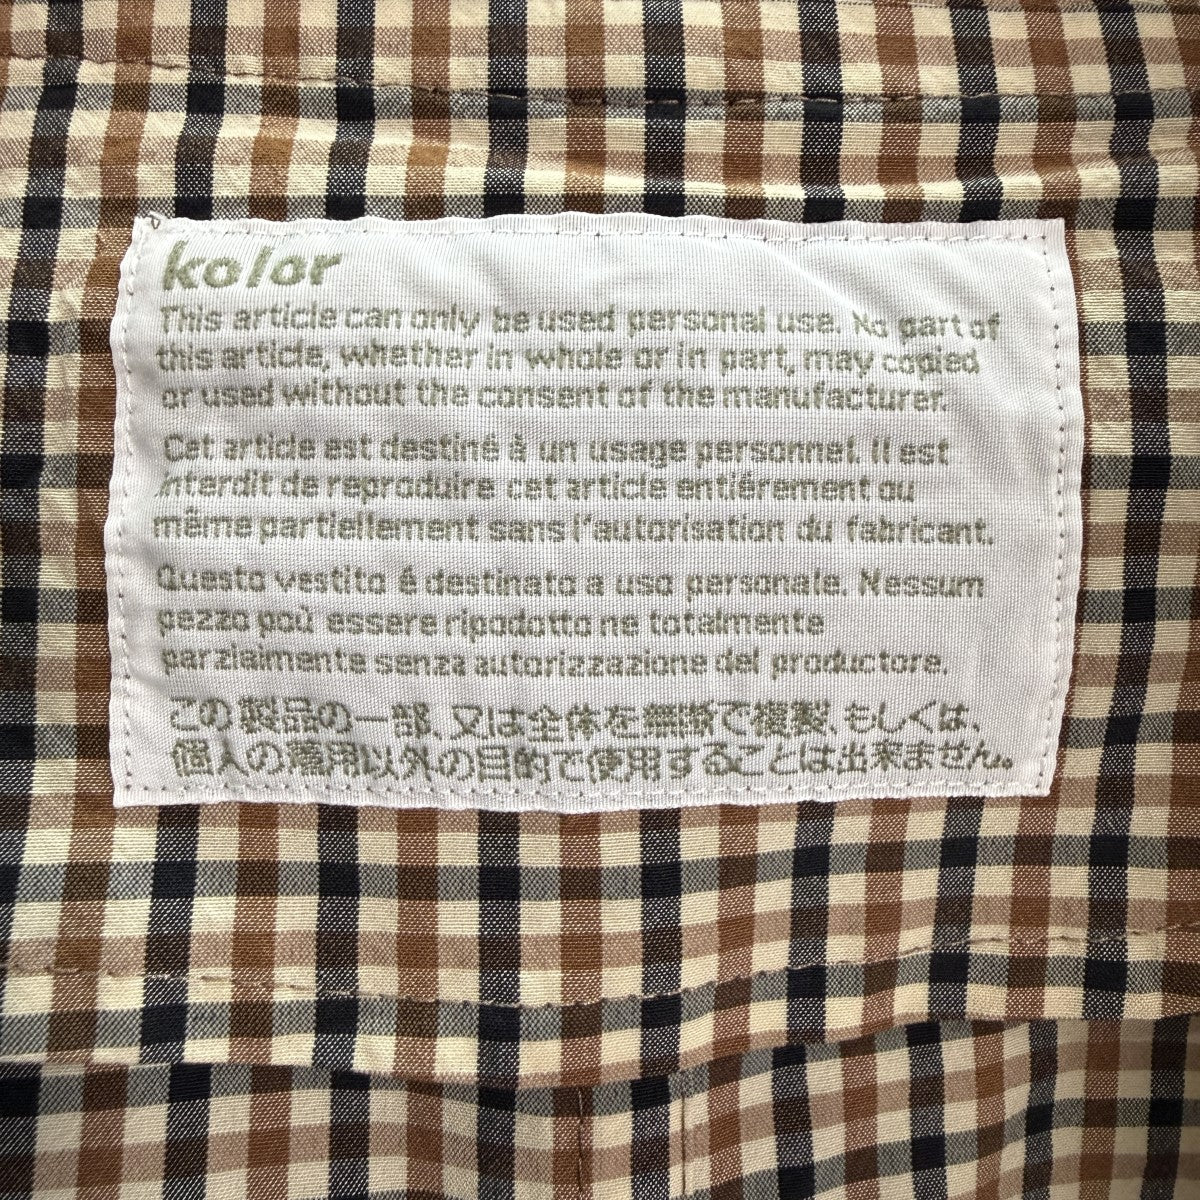 kolor
This article can only be used personal use. No part of
this article, whether in whole or in part, may copied
or used without the consent of the manufacturer.
Cet article est destiné à un usage personnel. Il est
interdit de reproduire cet article entiérement ou
même partiellement sans l'autorisation du fabricant.
Questo vestito é destinato a uso personale. Nessum
pezzo poù essere ripodotto ne totalmente
parzialmente senza autorizzazione del productore.
この製品の一部、又は全体を無断で複製、もしくは、
個人の着用以外の目的で使用することは出来ません。